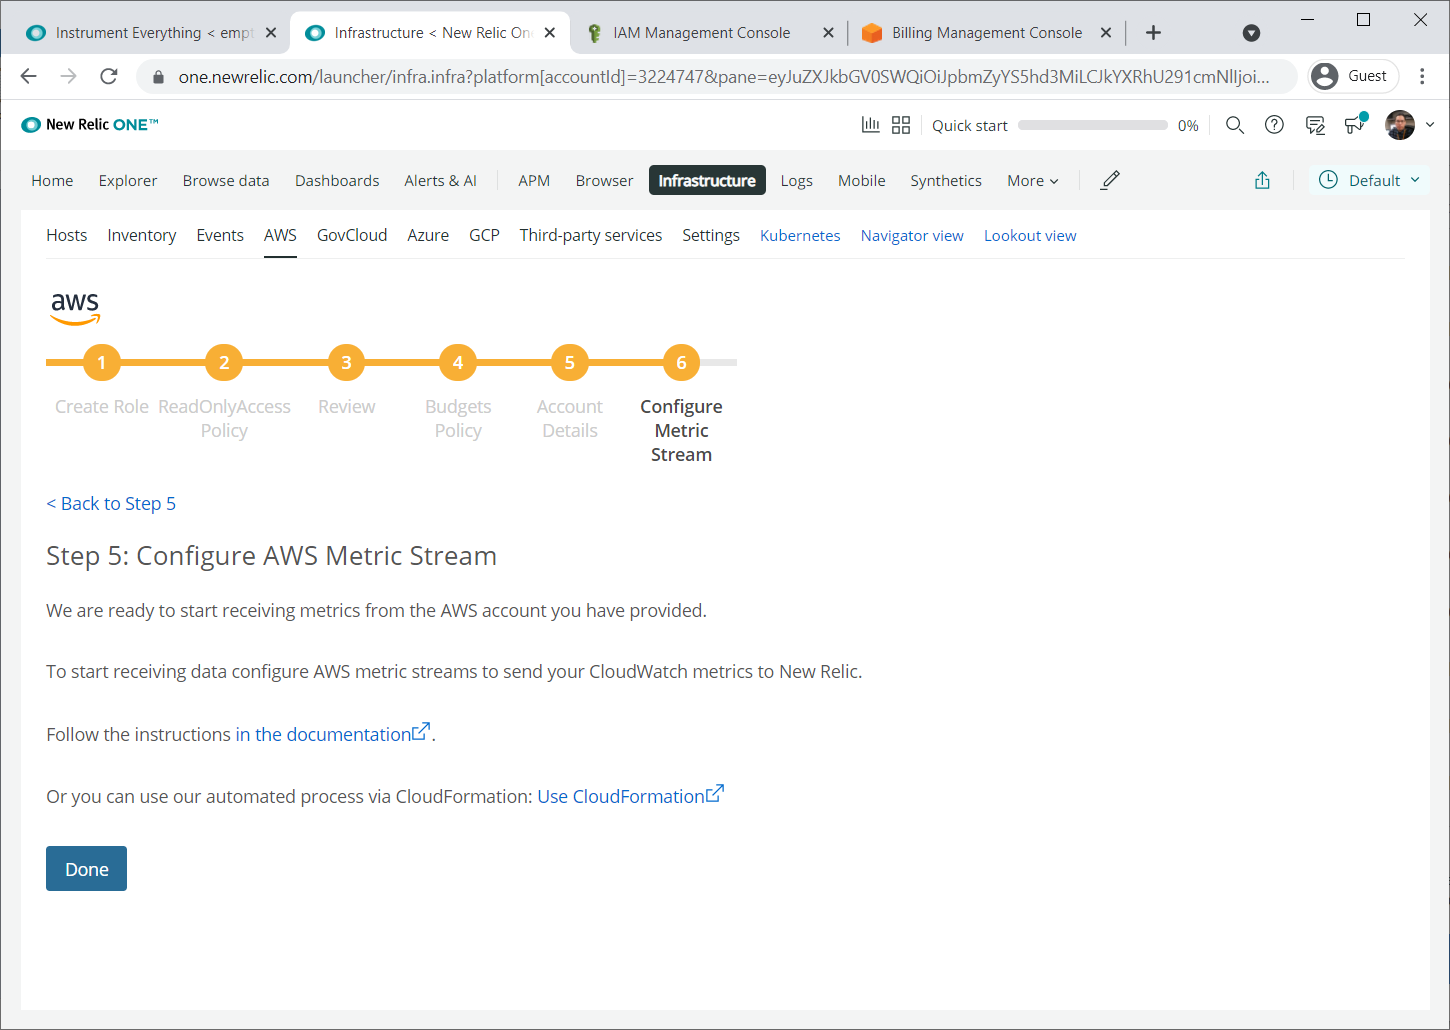 Instrument Everything < empt
Infrastructure < New Relic On
IAM Management Console
Billing Management Console
one.newrelic.com/launcher/infra.infra?platform[accountId]=3224747&pane=eyJuZXJkbGV0SWQiOiJpbmZyYS5hd3MiLCJkYXRhU291cmNlIjoi...
Guest
New Relic ONE™
Quick start
0%
Home
Explorer
Browse data
Dashboards
Alerts & AI
APM
Browser
Infrastructure
Logs
Mobile
Synthetics
More
Default
Hosts
Inventory
Events
AWS
GovCloud
Azure
GCP
Third-party services
Settings
Kubernetes
Navigator view
Lookout view
aws
1
2
3
4
5
6
Create Role
ReadOnlyAccess
Policy
Review
Budgets
Policy
Account
Details
Configure
Metric
Stream
< Back to Step 5
Step 5: Configure AWS Metric Stream
We are ready to start receiving metrics from the AWS account you have provided.
To start receiving data configure AWS metric streams to send your CloudWatch metrics to New Relic.
Follow the instructions in the documentation.
Or you can use our automated process via CloudFormation: Use CloudFormation
Done